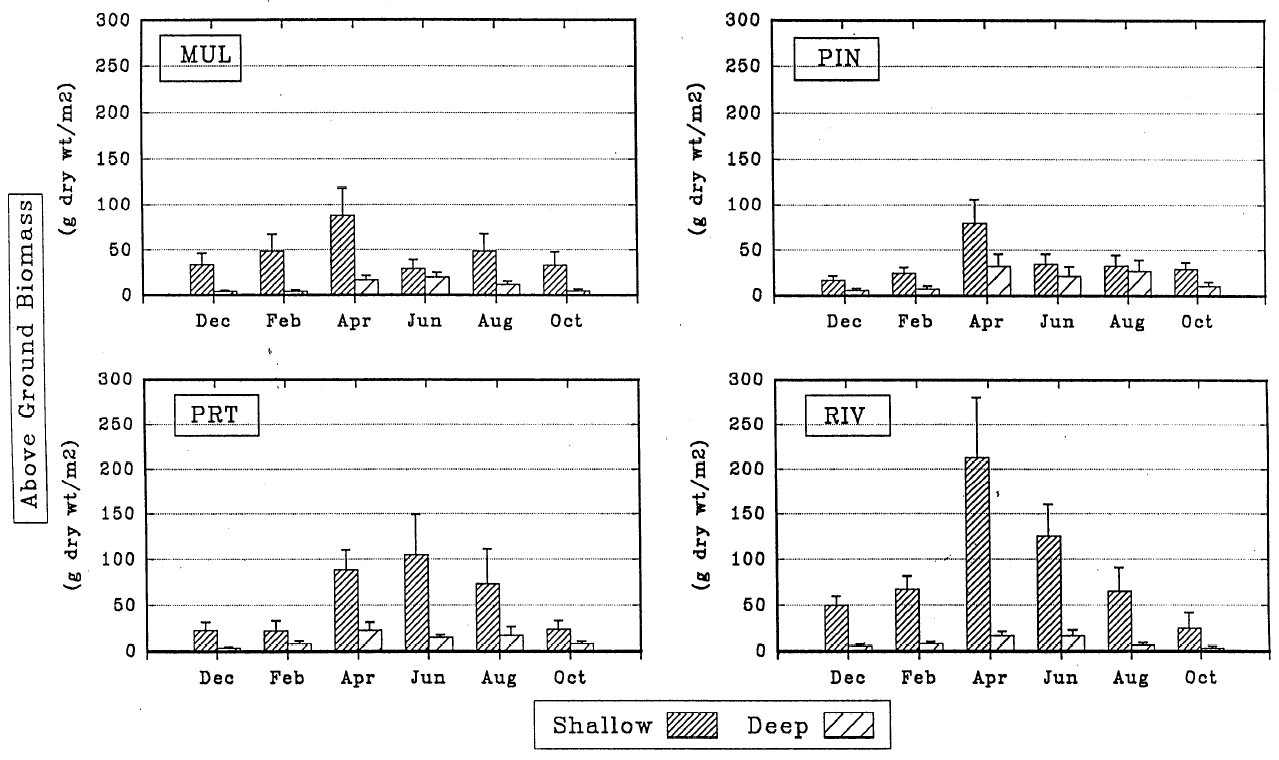 Above Ground Biomass
MUL
(g dry wt/m2)
300
250
200
150
100
50
0
Dec Feb Apr Jun Aug Oct
PIN
(g dry wt/m2)
300
250
200
150
100
50
0
Dec Feb Apr Jun Aug Oct
PRT
(g dry wt/m2)
300
250
200
150
100
50
0
Dec Feb Apr Jun Aug Oct
RIV
(g dry wt/m2)
300
250
200
150
100
50
0
Dec Feb Apr Jun Aug Oct
Shallow Deep